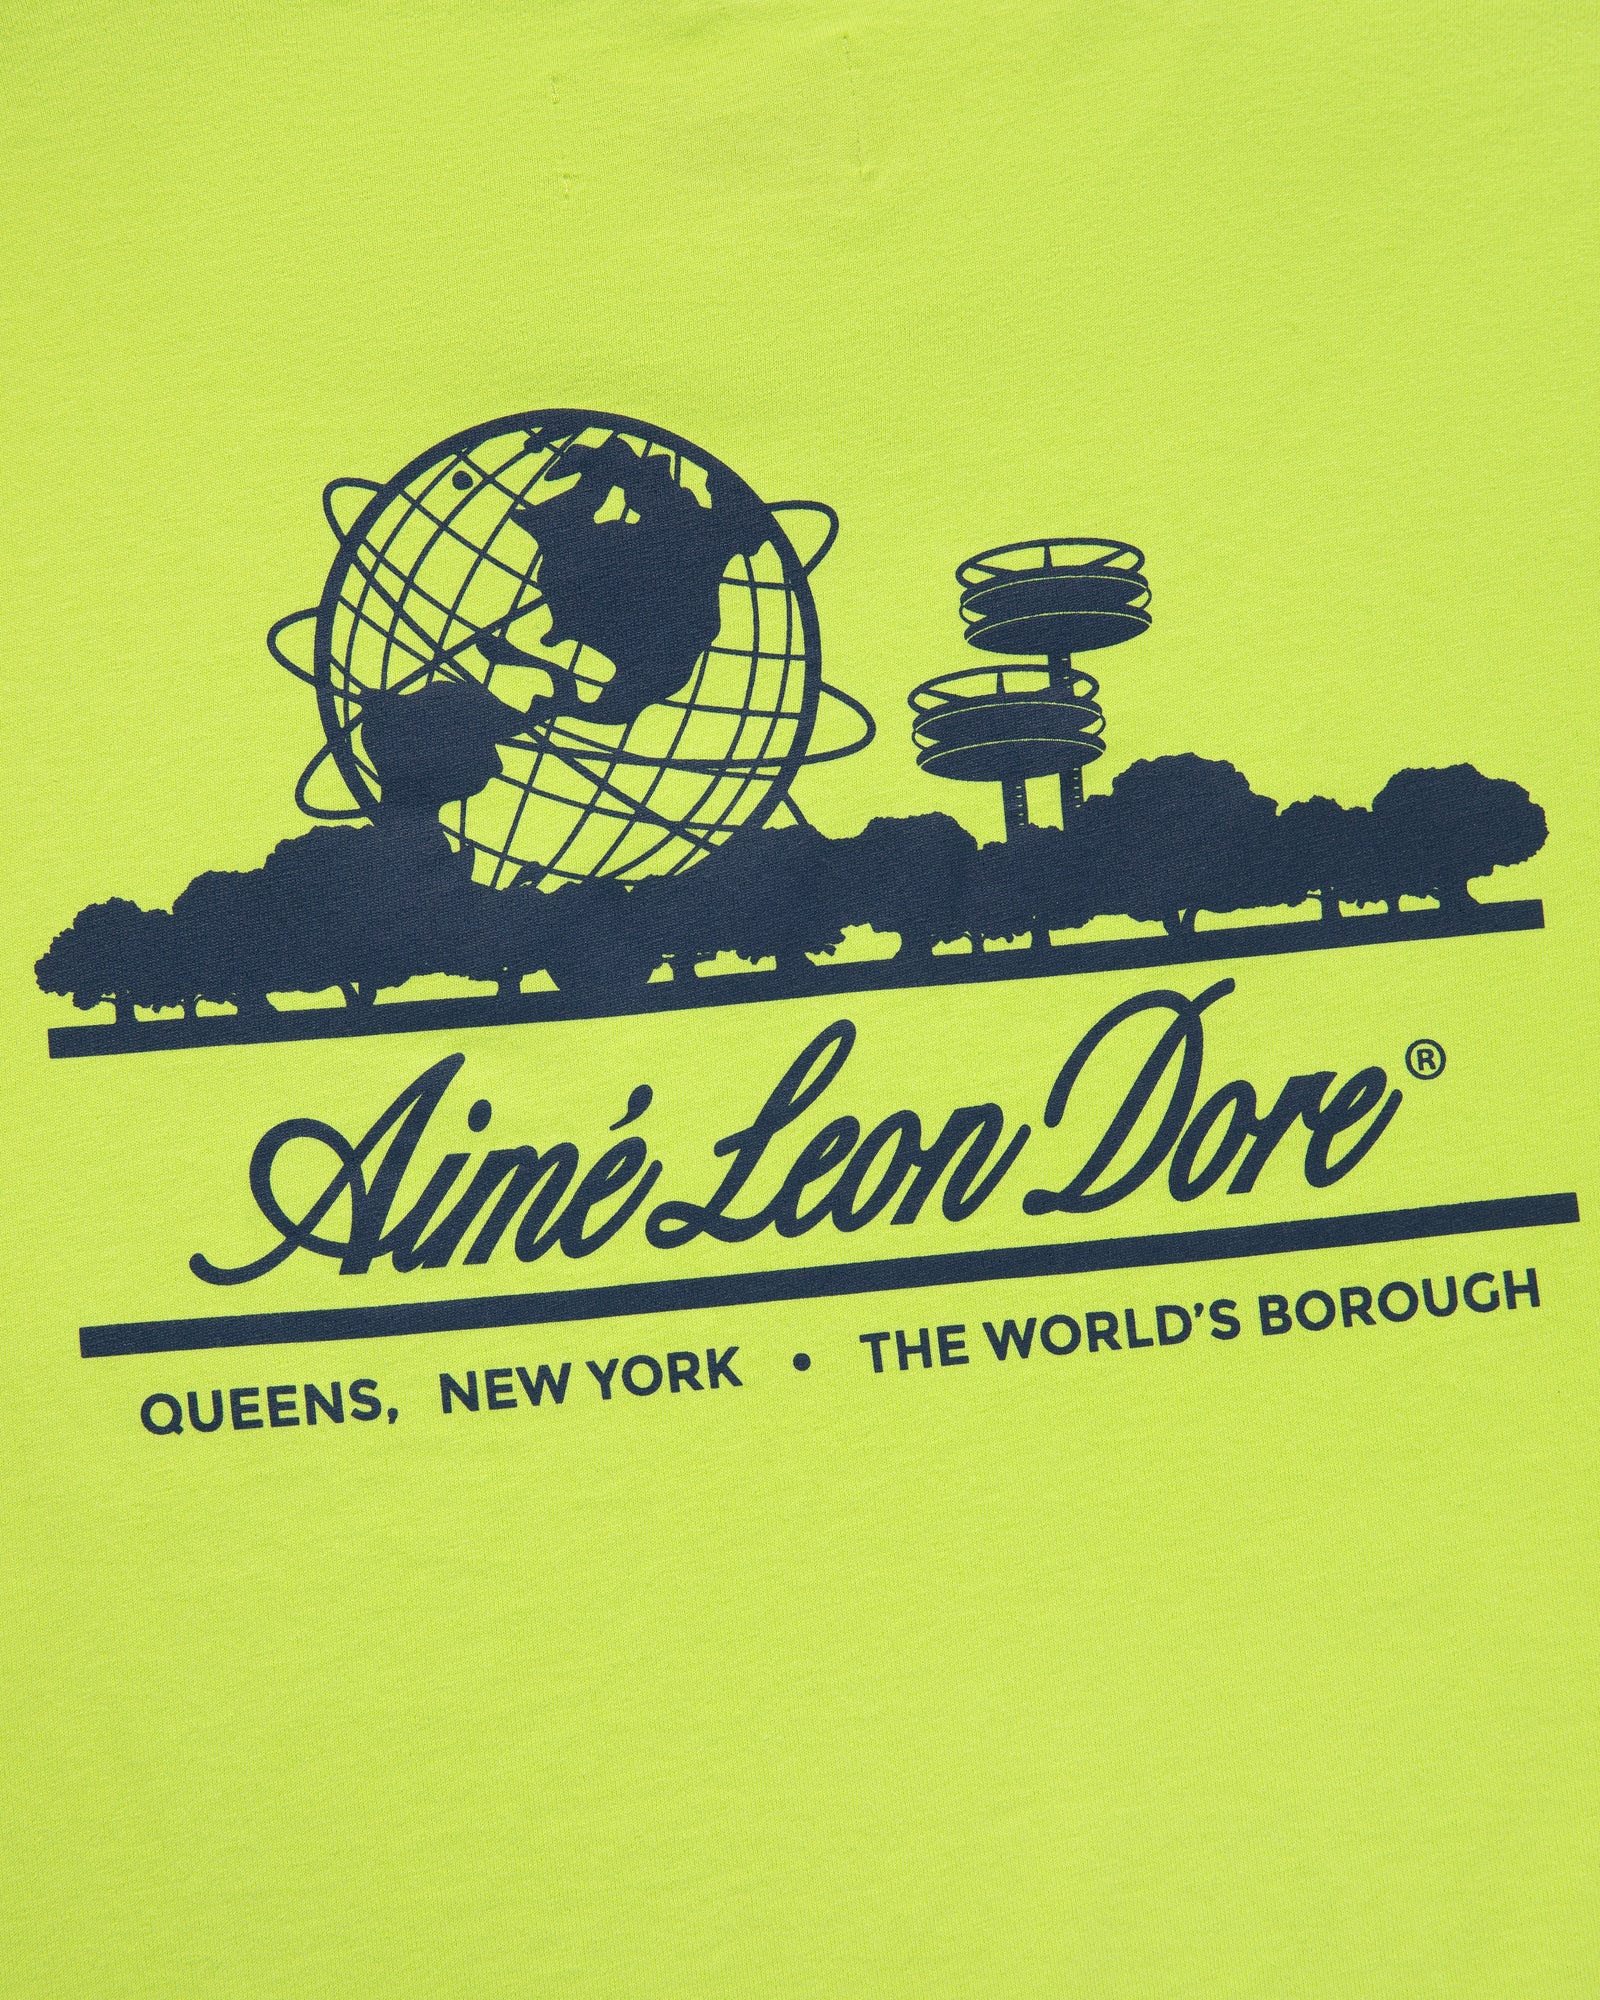 Aimé Leon Dore®
QUEENS, NEW YORK • THE WORLD'S BOROUGH